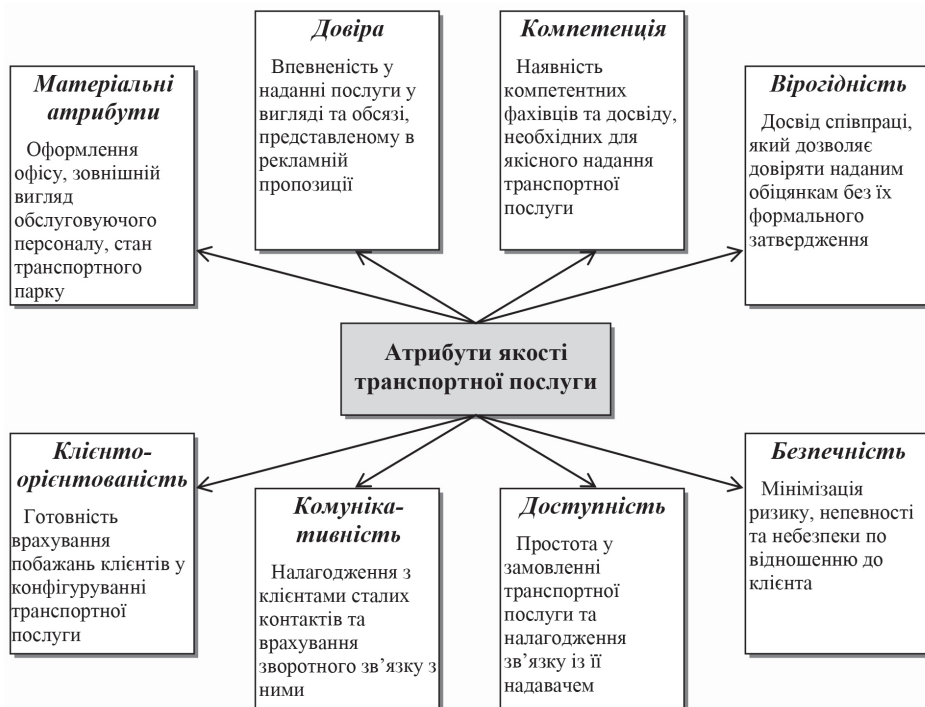 Матеріальні
атрибути
Оформлення
офісу, зовнішній
вигляд
обслуговуючого
персоналу, стан
транспортного
парку
Довіра
Впевненість у
наданні послуги у
вигляді та обсязі,
представленому в
рекламній
пропозиції
Компетенція
Наявність
компетентних
фахівців та досвіду,
необхідних для
якісного надання
транспортної
послуги
Вірогідність
Досвід співпраці,
який дозволяє
довіряти наданим
обіцянкам без їх
формального
затвердження
Атрибути якості
транспортної послуги
Клієнто-
орієнтованість
Готовність
врахування
побажань клієнтів у
конфігуруванні
транспортної
послуги
Комуніка-
тивність
Налагодження з
клієнтами сталих
контактів та
врахування
зворотного зв’язку з
ними
Доступність
Простота у
замовленні
транспортної
послуги та
налагодження
зв’язку із її
надавачем
Безпечність
Мінімізація
ризику, непевності
та небезпеки по
відношенню до
клієнта